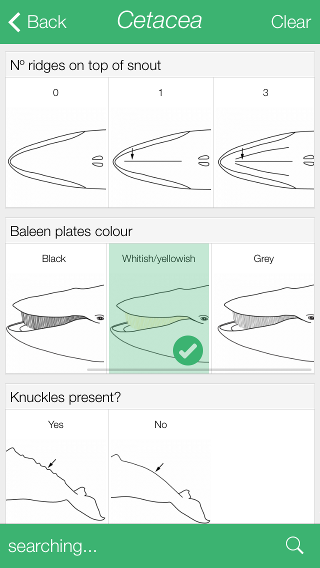 Back
Cetacea
Clear
Nº ridges on top of snout
0
1
3
Baleen plates colour
Black
Whitish/yellowish
Grey
Knuckles present?
Yes
No
searching...